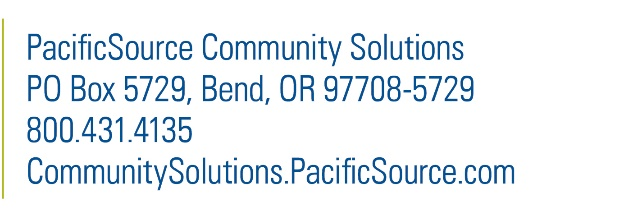 PacificSource Community Solutions
PO Box 5729, Bend, OR 97708-5729
800.431.4135
CommunitySolutions.PacificSource.com